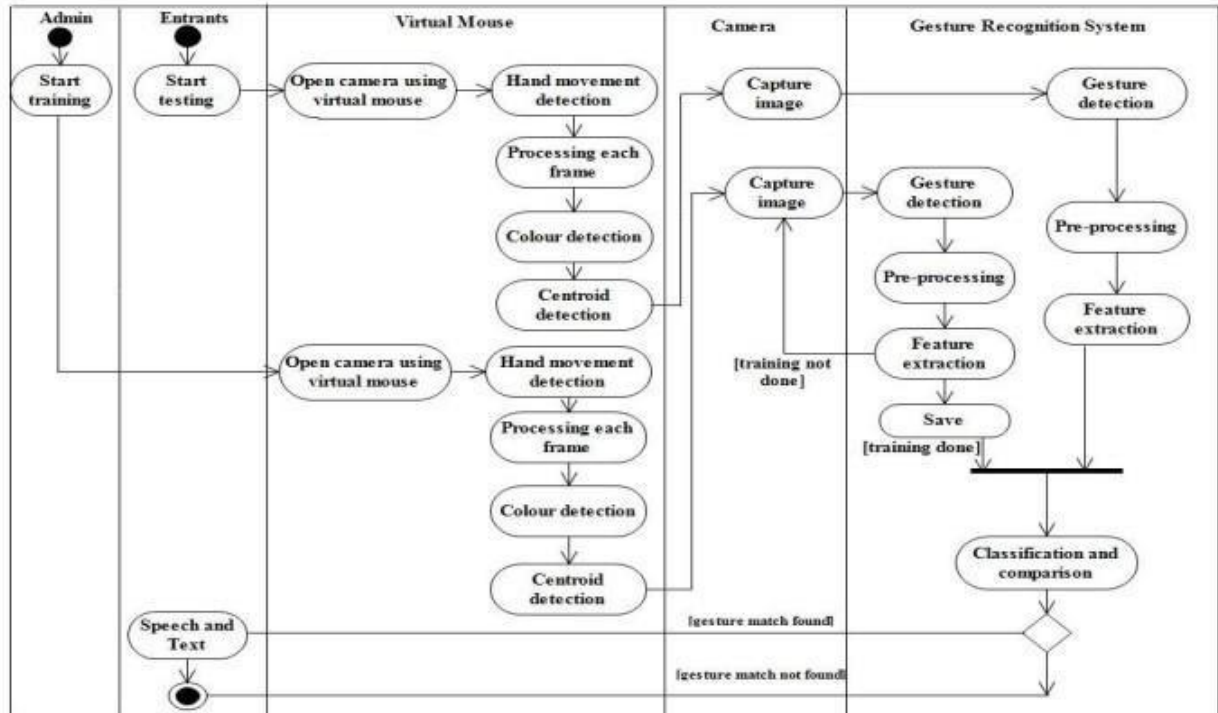 Admin
Entrants
Virtual Mouse
Camera
Gesture Recognition System
Start
training
Start
testing
Open camera using
virtual mouse
Hand movement
detection
Processing each
frame
Colour detection
Centroid
detection
Capture
image
Gesture
detection
Pre-processing
Feature
extraction
Capture
image
Gesture
detection
Pre-processing
Feature
extraction
[training not
done]
Save
[training done]
Open camera using
virtual mouse
Hand movement
detection
Processing each
frame
Colour detection
Centroid
detection
Classification and
comparison
[gesture match found]
Speech and
Text
[gesture match not found]